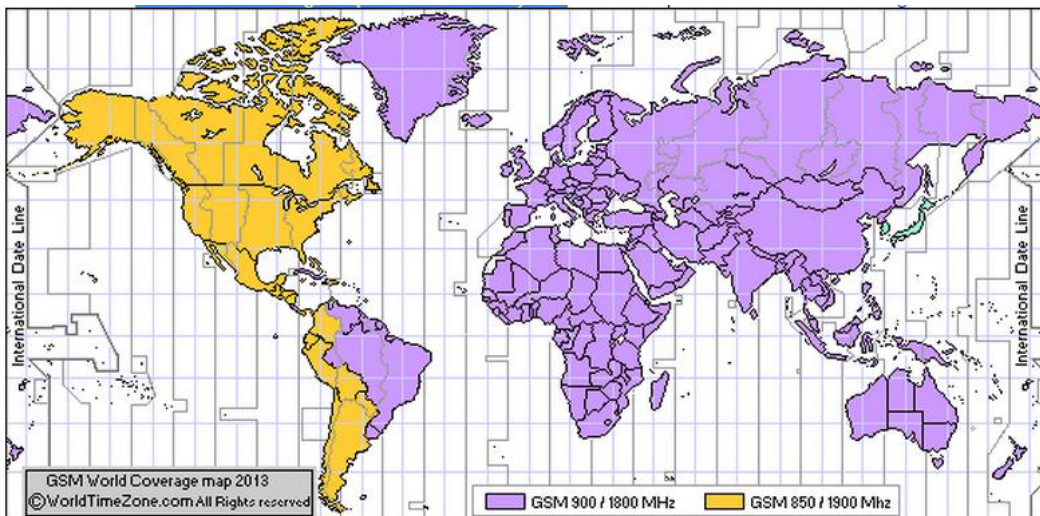 International Date Line
International Date Line
GSM World Coverage map 2013
©WorldTimeZone.com All Rights reserved
GSM 900 / 1800 MHz
GSM 850 / 1900 Mhz